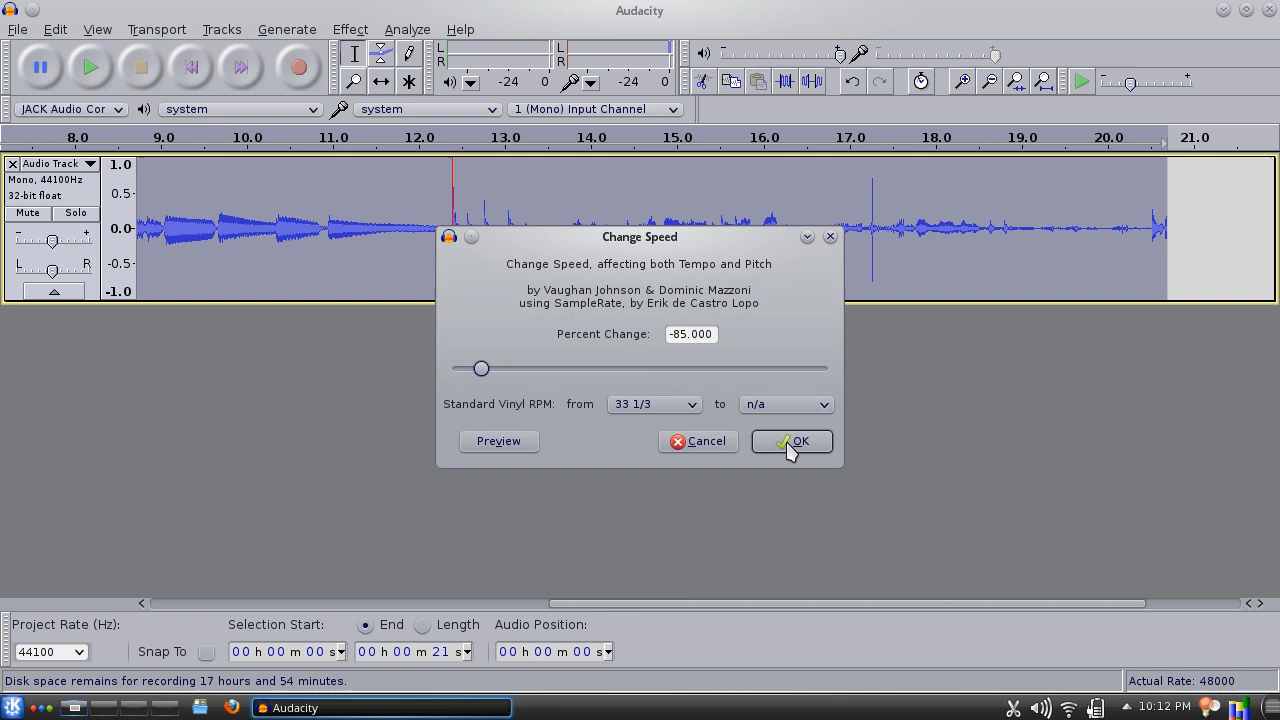 Audacity
File Edit View Transport Tracks Generate Effect Analyze Help
L
R
-24 0
L
R
-24 0
JACK Audio Cor system system 1 (Mono) Input Channel
8.0 9.0 10.0 11.0 12.0 13.0 14.0 15.0 16.0 17.0 18.0 19.0 20.0 21.0
Audio Track
Mono, 44100Hz
32-bit float
Mute Solo
- +
L R
1.0
0.5
0.0
-0.5
-1.0
Change Speed
Change Speed, affecting both Tempo and Pitch
by Vaughan Johnson & Dominic Mazzoni
using SampleRate, by Erik de Castro Lopo
Percent Change: -85.000
Standard Vinyl RPM: from 33 1/3 to n/a
Preview Cancel OK
Project Rate (Hz): Selection Start: End Length Audio Position:
44100 Snap To 00 h 00 m 00 s 00 h 00 m 21 s 00 h 00 m 00 s
Disk space remains for recording 17 hours and 54 minutes. Actual Rate: 48000
Audacity 10:12 PM